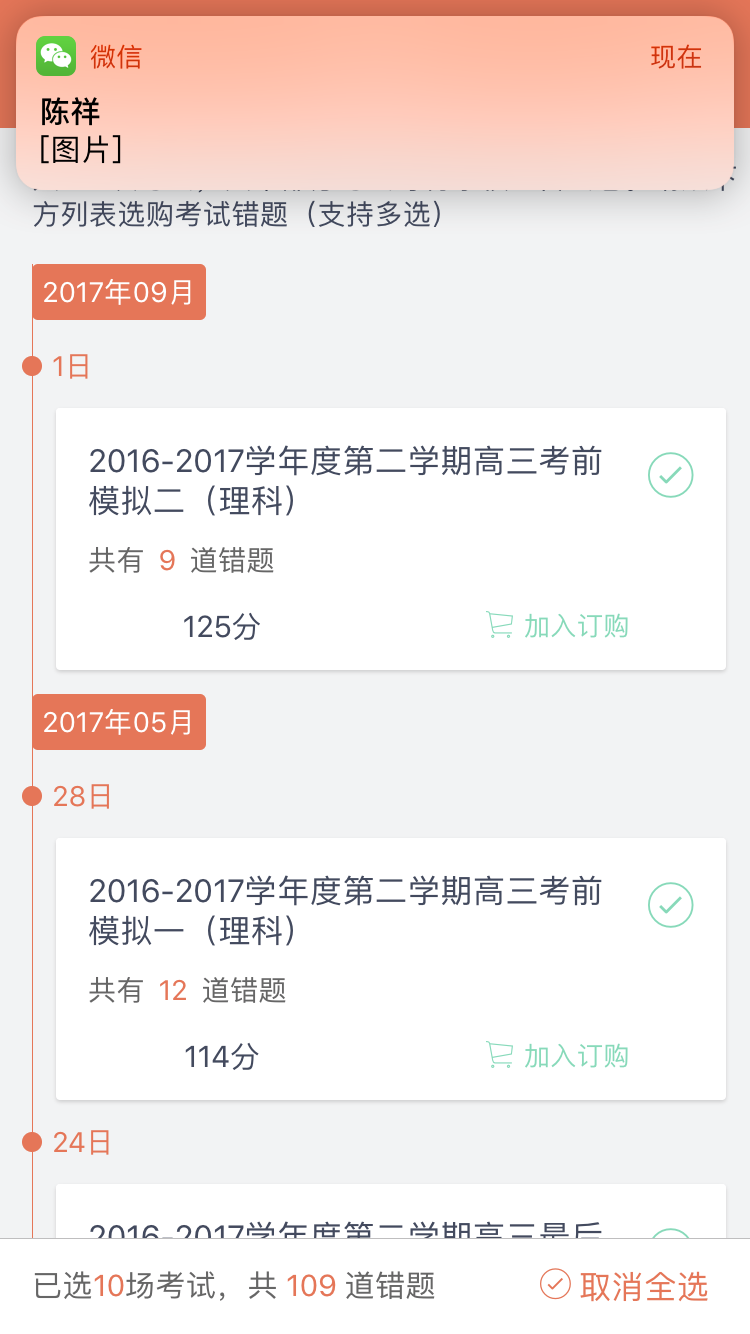 微信
现在
陈祥
[图片]
方列表选购考试错题（支持多选）
2017年09月
1日
2016-2017学年度第二学期高三考前
模拟二（理科）
共有 9 道错题
125分
加入订购
2017年05月
28日
2016-2017学年度第二学期高三考前
模拟一（理科）
共有 12 道错题
114分
加入订购
24日
2016-2017学年度第二学期高三最后
已选10场考试，共 109 道错题
取消全选